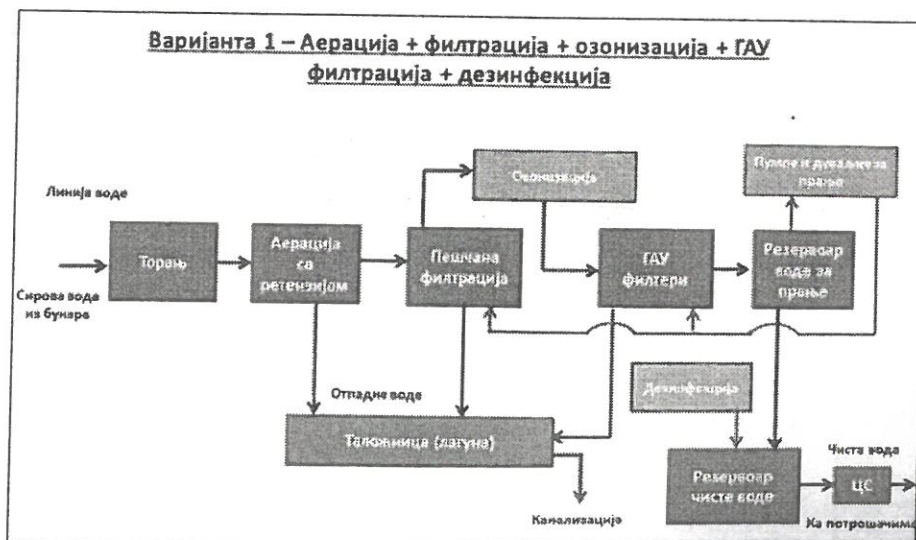 Варијанта 1 – Аерација + филтрација + озонизација + ГАУ
филтрација + дезинфекција
Линија воде
Озонизација
Пумпе и дуваљке за
прање
Торањ
Аерација
са
ретензијом
Пешчана
филтрација
ГАУ
филтери
Резервоар
воде за
прање
Сирова вода
из бунара
Отпадне воде
Дезинфекција
Таложница (лагуна)
Чиста вода
Резервоар
чисте воде
ЦС
Канализација
Ка потрошачима